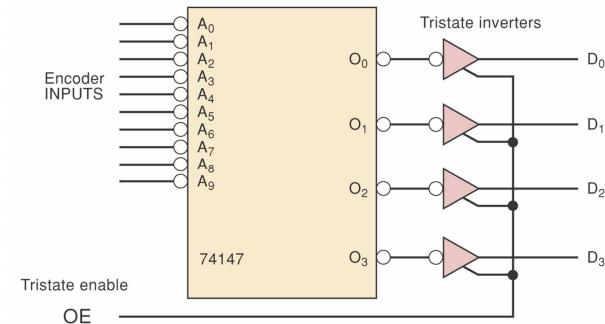 Tristate inverters
A0
A1
A2
A3
A4
A5
A6
A7
A8
A9
Encoder
INPUTS
O0
O1
O2
O3
D0
D1
D2
D3
74147
Tristate enable
OE